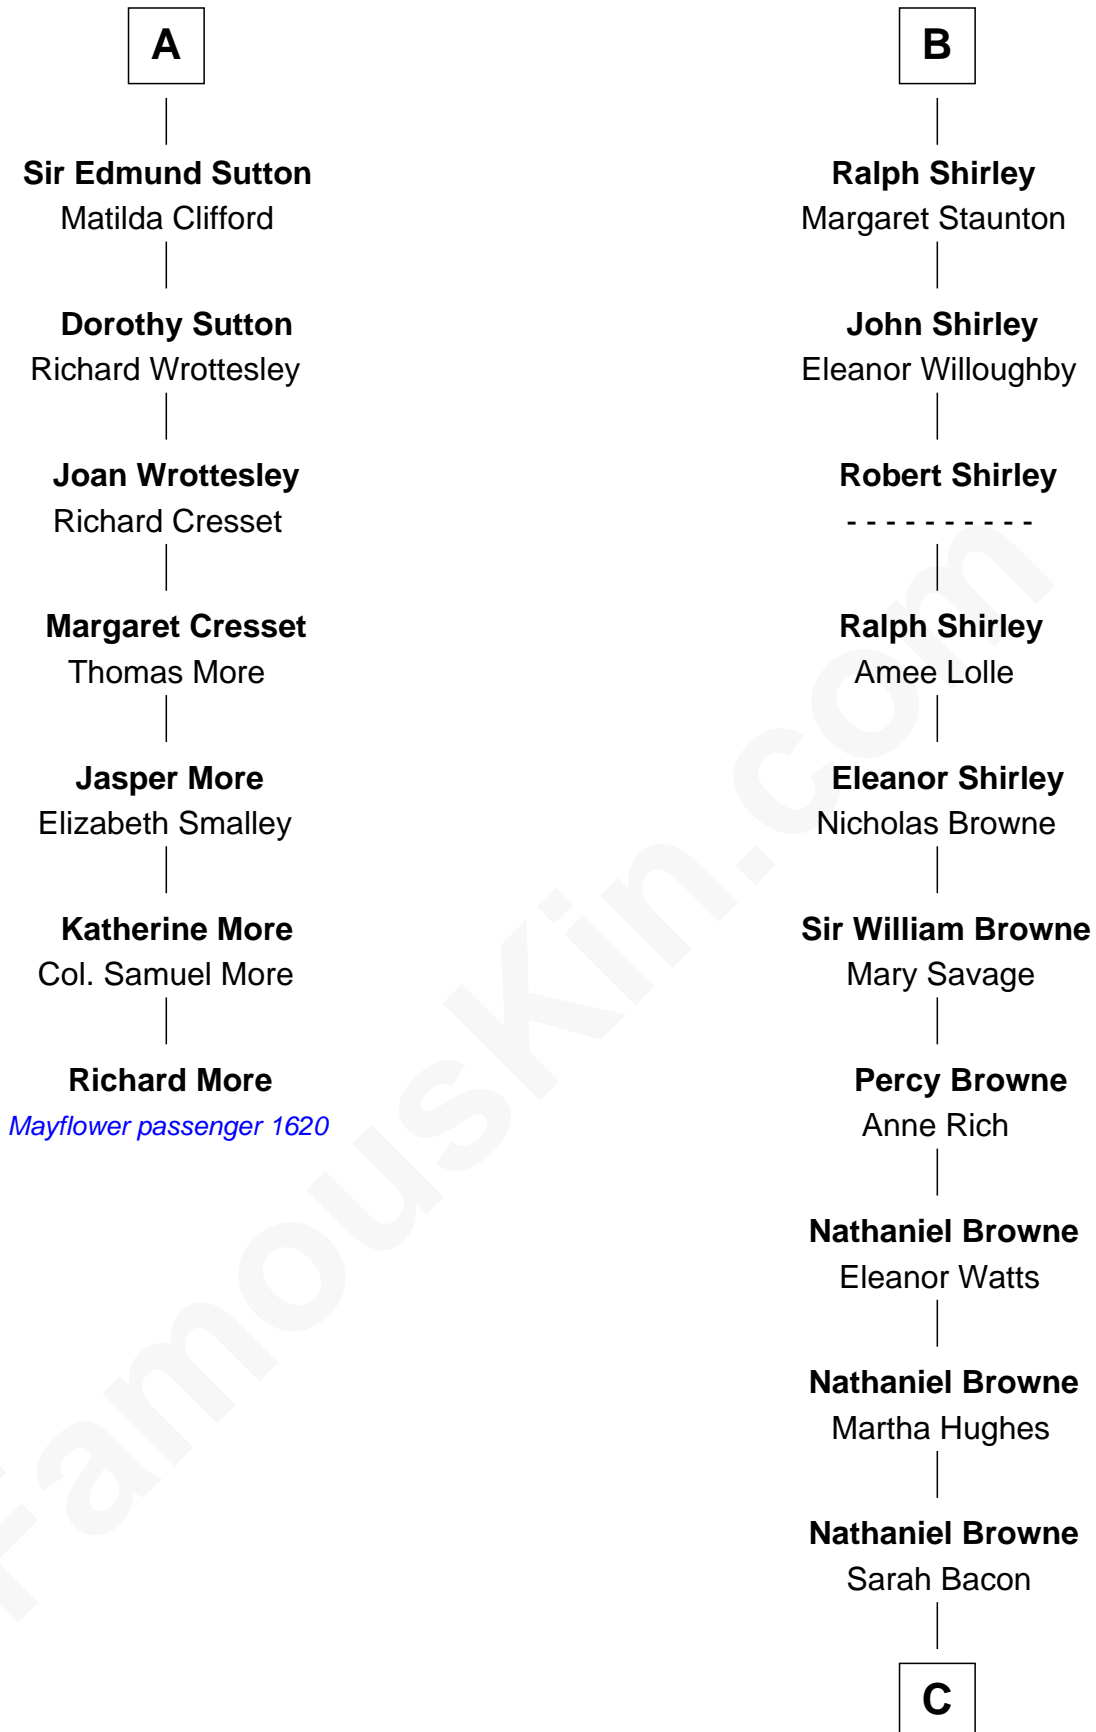 A
Sir Edmund Sutton
Matilda Clifford
Dorothy Sutton
Richard Wrottesley
Joan Wrottesley
Richard Cresset
Margaret Cresset
Thomas More
Jasper More
Elizabeth Smalley
Katherine More
Col. Samuel More
Richard More
Mayflower passenger 1620
B
Ralph Shirley
Margaret Staunton
John Shirley
Eleanor Willoughby
Robert Shirley
- - - - - - - - - -
Ralph Shirley
Amee Lolle
Eleanor Shirley
Nicholas Browne
Sir William Browne
Mary Savage
Percy Browne
Anne Rich
Nathaniel Browne
Eleanor Watts
Nathaniel Browne
Martha Hughes
Nathaniel Browne
Sarah Bacon
C
FamousKin.com